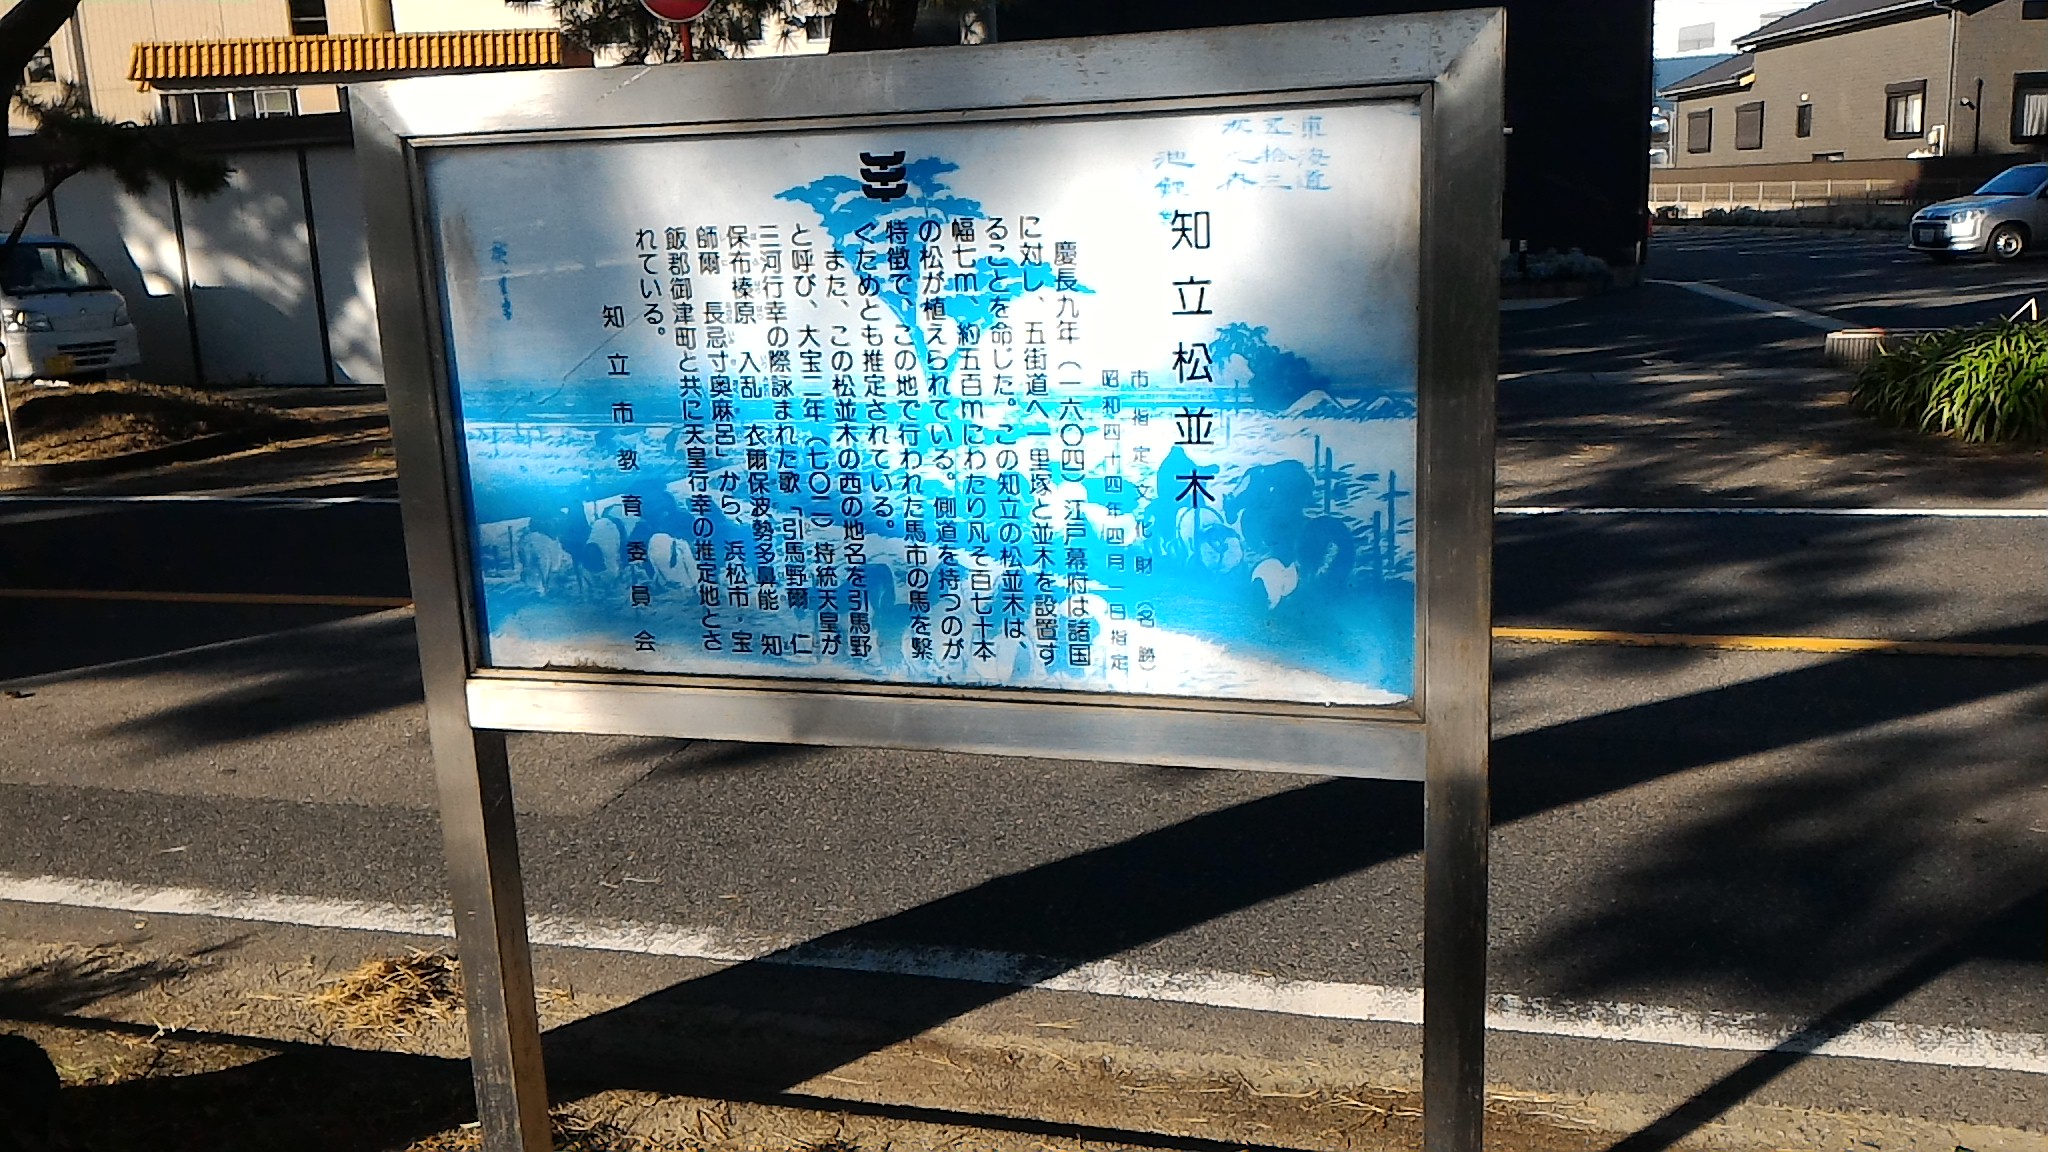 知立松並木
市指定文化財（名勝）
昭和四十四年四月一日指定
慶長九年（一六〇四）江戸幕府は諸国
に対し、五街道へ一里塚と並木を設置す
ることを命じた。この知立の松並木は、
幅七m、約五百mにわたり凡そ百七十本
の松が植えられている。側道を持つのが
特徴で、この地で行われた馬市の馬を繋
ぐためとも推定されている。
また、この松並木の西の地名を引馬野
と呼び、大宝二年（七〇二）持統天皇が
三河行幸の際詠まれた歌「引馬野爾 仁
保布榛原 入乱 衣爾保波勢多鼻能 知
師爾 長忌寸奥麻呂」から、浜松市・宝
飯郡御津町と共に天皇行幸の推定地とさ
れている。
知立市教育委員会